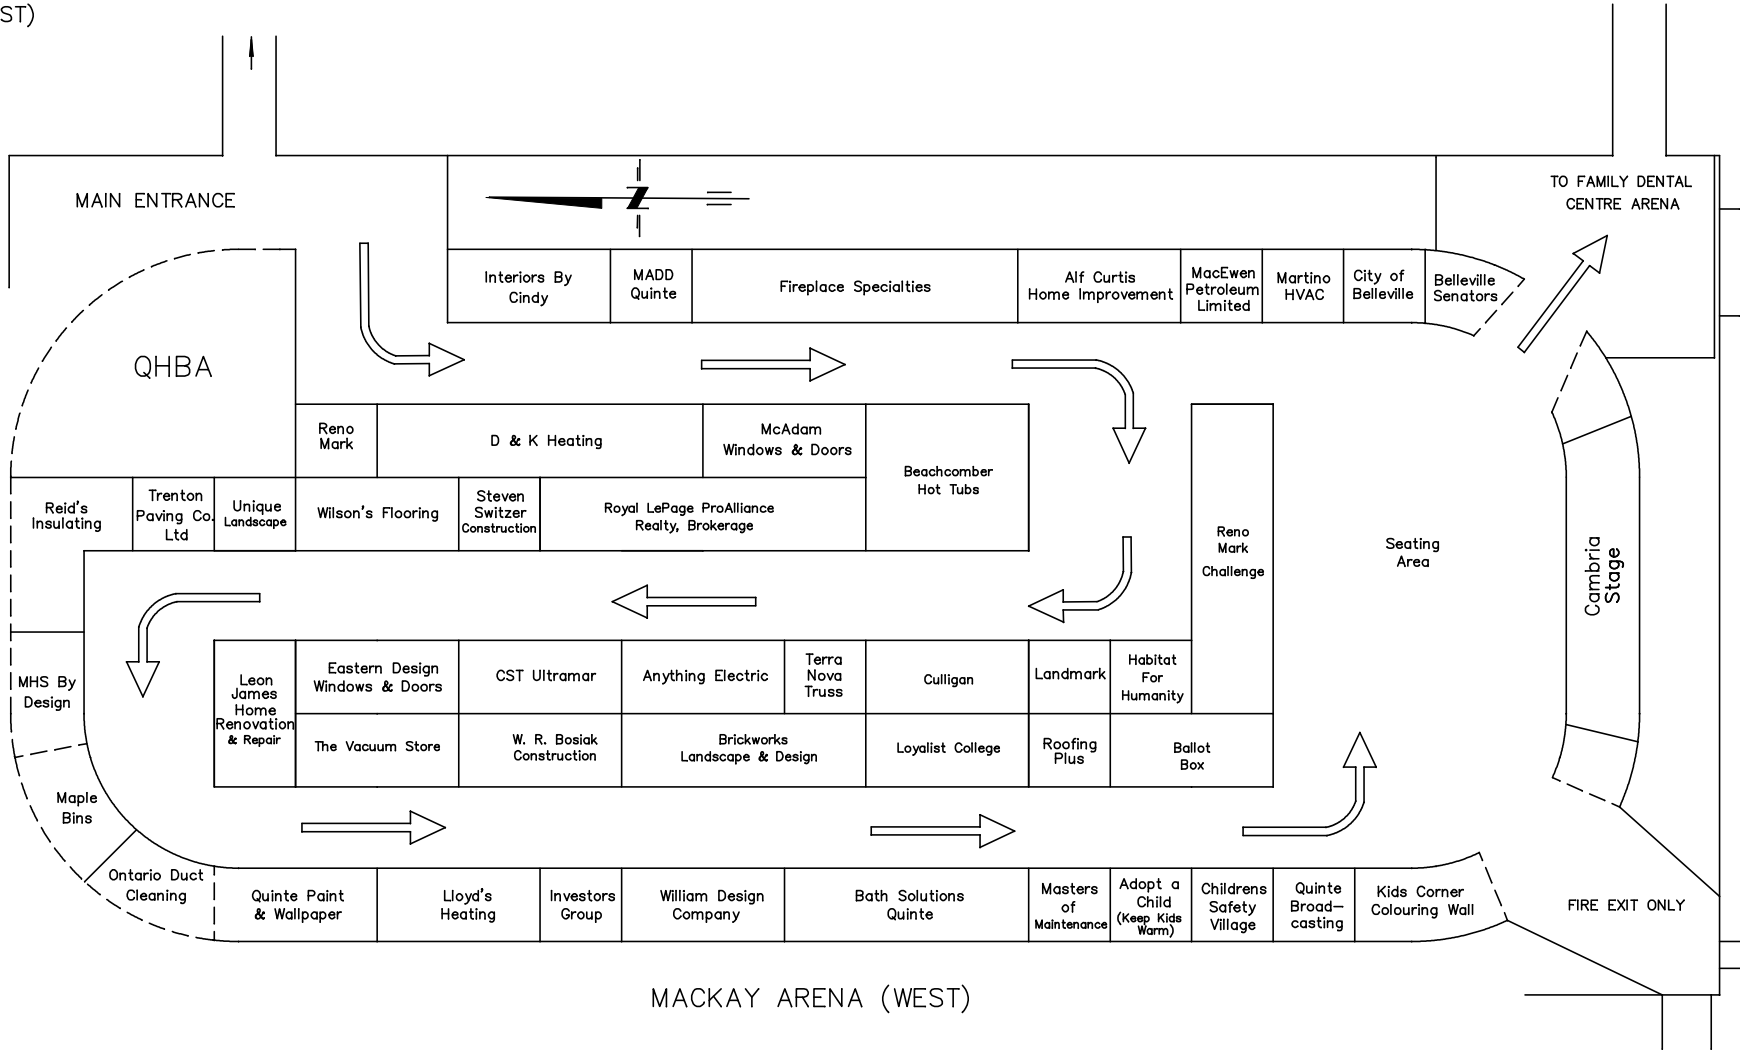 ST)
MAIN ENTRANCE
N
TO FAMILY DENTAL
CENTRE ARENA
Interiors By
Cindy
MADD
Quinte
Fireplace Specialties
Alf Curtis
Home Improvement
MacEwen
Petroleum
Limited
Martino
HVAC
City of
Belleville
Belleville
Senators
QHBA
Reno
Mark
D & K Heating
McAdam
Windows & Doors
Beachcomber
Hot Tubs
Reid's
Insulating
Trenton
Paving Co.
Ltd
Unique
Landscape
Wilson's Flooring
Steven
Switzer
Construction
Royal LePage ProAlliance
Realty, Brokerage
Reno
Mark
Challenge
Seating
Area
Cambria
Stage
MHS By
Design
Leon
James
Home
Renovation
& Repair
Eastern Design
Windows & Doors
CST Ultramar
Anything Electric
Terra
Nova
Truss
Culligan
Landmark
Habitat
For
Humanity
The Vacuum Store
W. R. Bosiak
Construction
Brickworks
Landscape & Design
Loyalist College
Roofing
Plus
Ballot
Box
Maple
Bins
Ontario Duct
Cleaning
Quinte Paint
& Wallpaper
Lloyd's
Heating
Investors
Group
William Design
Company
Bath Solutions
Quinte
Masters
of
Maintenance
Adopt a
Child
(Keep Kids
Warm)
Childrens
Safety
Village
Quinte
Broad-
casting
Kids Corner
Colouring Wall
FIRE EXIT ONLY
MACKAY ARENA (WEST)